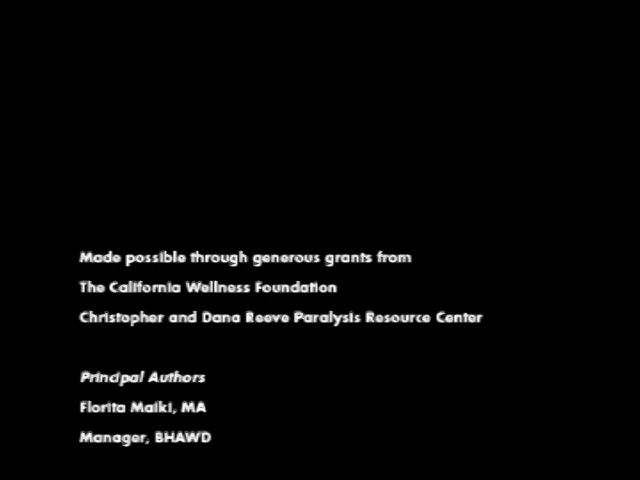 Made possible through generous grants from
The California Wellness Foundation
Christopher and Dana Reeve Paralysis Resource Center
Principal Authors
Florita Maiki, MA
Manager, BHAWD